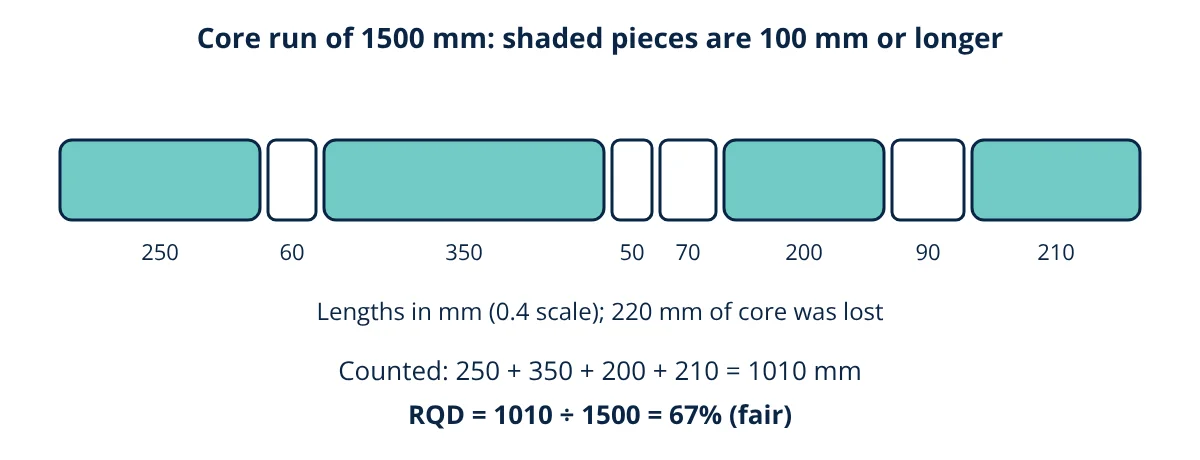 Core run of 1500 mm: shaded pieces are 100 mm or longer
250 60 350 50 70 200 90 210
Lengths in mm (0.4 scale); 220 mm of core was lost
Counted: 250 + 350 + 200 + 210 = 1010 mm
RQD = 1010 ÷ 1500 = 67% (fair)